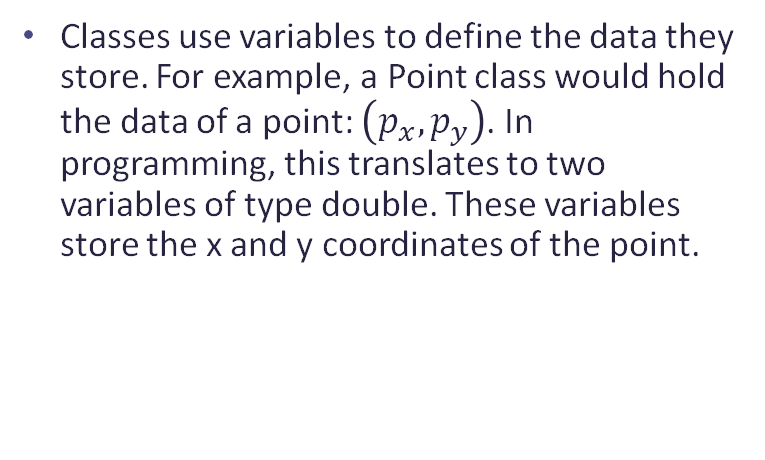 • Classes use variables to define the data they
store. For example, a Point class would hold
the data of a point: (pₓ, p_y). In
programming, this translates to two
variables of type double. These variables
store the x and y coordinates of the point.